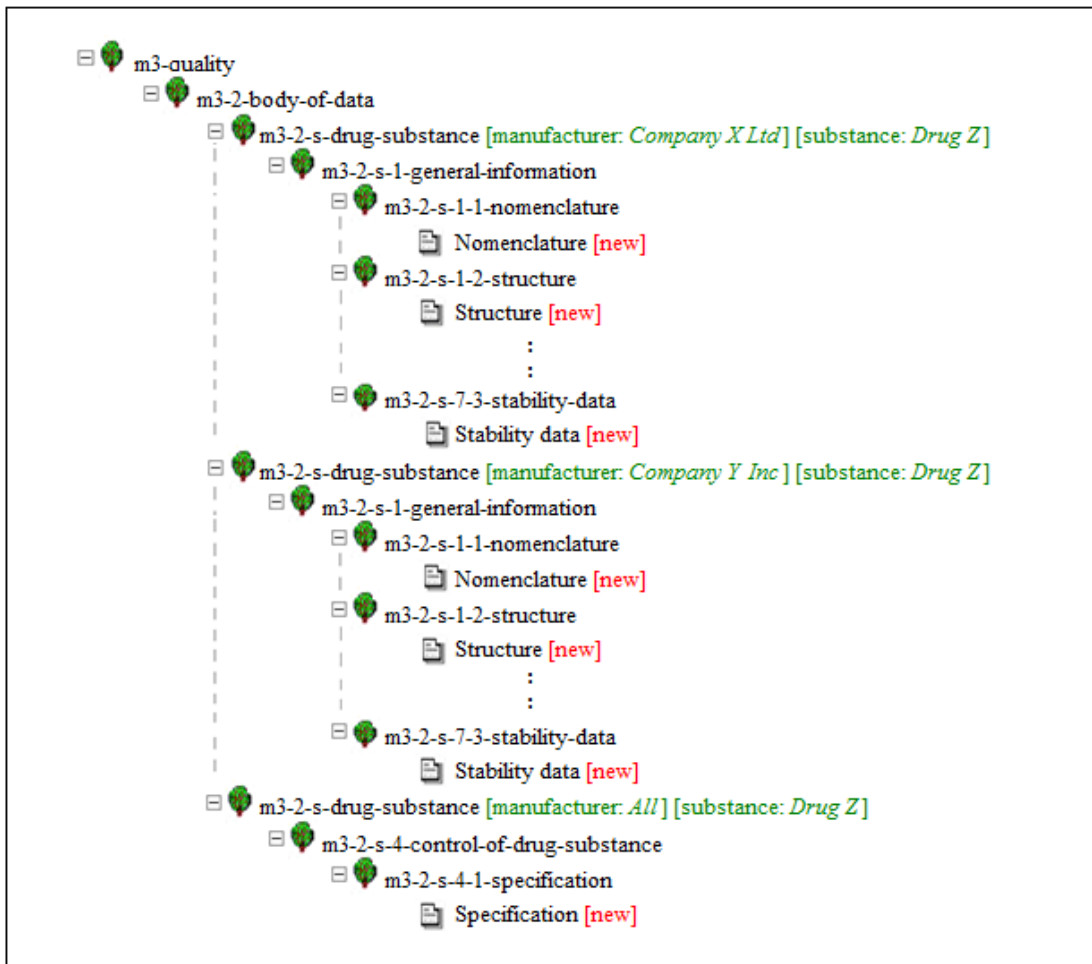 m3-quality
m3-2-body-of-data
m3-2-s-drug-substance [manufacturer: Company X Ltd] [substance: Drug Z]
m3-2-s-1-general-information
m3-2-s-1-1-nomenclature
Nomenclature [new]
m3-2-s-1-2-structure
Structure [new]
:
:
m3-2-s-7-3-stability-data
Stability data [new]
m3-2-s-drug-substance [manufacturer: Company Y Inc] [substance: Drug Z]
m3-2-s-1-general-information
m3-2-s-1-1-nomenclature
Nomenclature [new]
m3-2-s-1-2-structure
Structure [new]
:
:
m3-2-s-7-3-stability-data
Stability data [new]
m3-2-s-drug-substance [manufacturer: All] [substance: Drug Z]
m3-2-s-4-control-of-drug-substance
m3-2-s-4-1-specification
Specification [new]